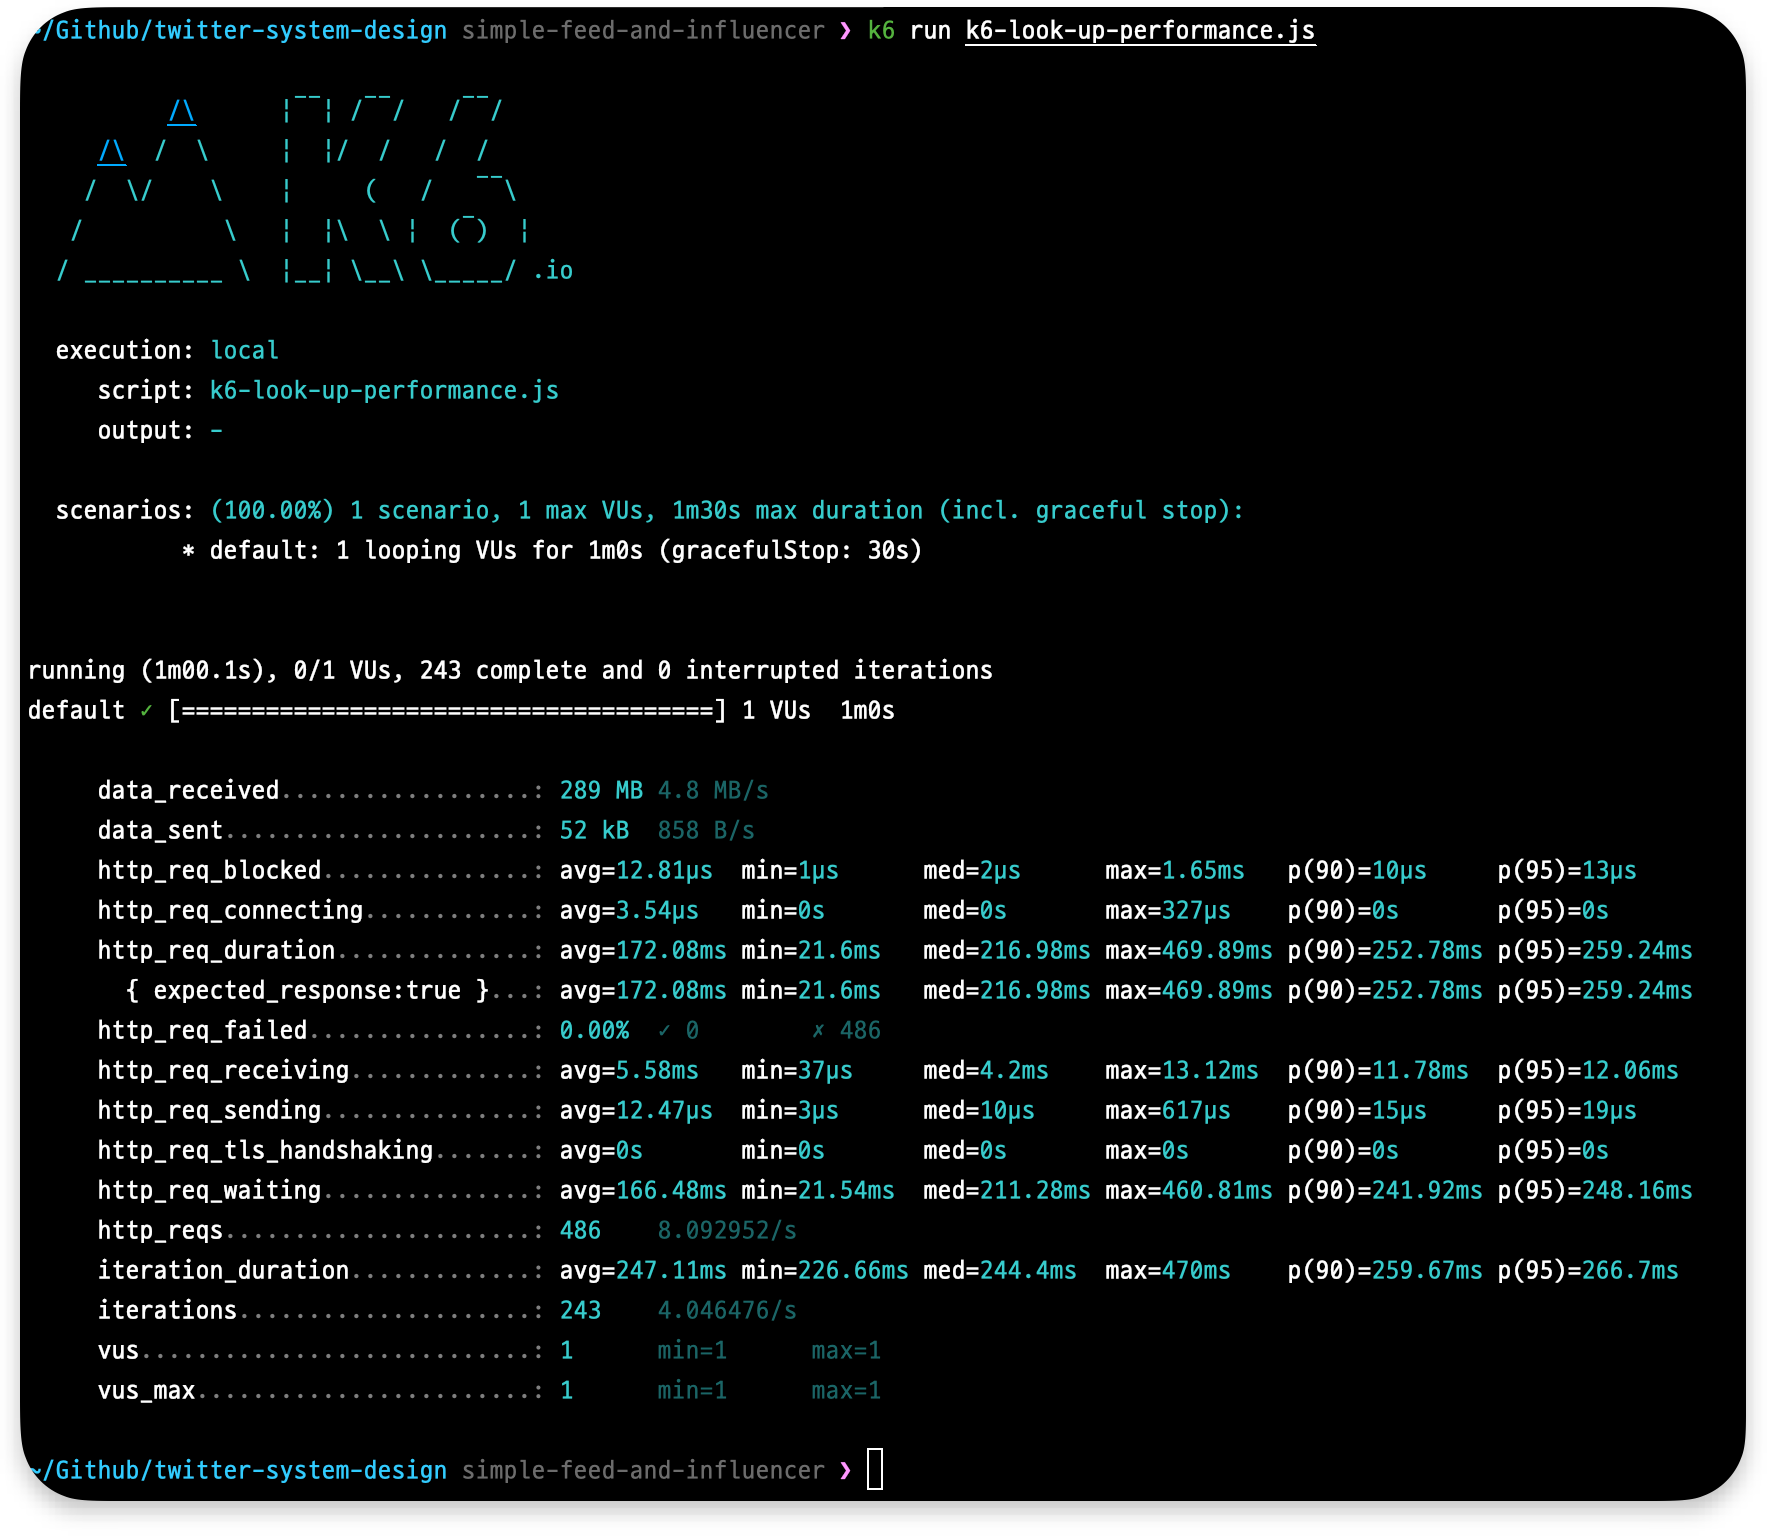 ~/Github/twitter-system-design simple-feed-and-influencer ❯ k6 run k6-look-up-performance.js
          /\      |‾‾| /‾‾/   /‾‾/
     /\  /  \     |  |/  /   /  /
    /  \/    \    |     (   /   ‾‾\
   /          \   |  |\  \ |  (‾)  |
  / __________ \  |__| \__\ \_____/ .io
  execution: local
     script: k6-look-up-performance.js
     output: -
  scenarios: (100.00%) 1 scenario, 1 max VUs, 1m30s max duration (incl. graceful stop):
           * default: 1 looping VUs for 1m0s (gracefulStop: 30s)
running (1m00.1s), 0/1 VUs, 243 complete and 0 interrupted iterations
default ✓ [======================================] 1 VUs  1m0s
     data_received..................: 289 MB 4.8 MB/s
     data_sent......................: 52 kB  858 B/s
     http_req_blocked...............: avg=12.81µs  min=1µs      med=2µs      max=1.65ms   p(90)=10µs     p(95)=13µs
     http_req_connecting............: avg=3.54µs   min=0s       med=0s       max=327µs    p(90)=0s       p(95)=0s
     http_req_duration..............: avg=172.08ms min=21.6ms   med=216.98ms max=469.89ms p(90)=252.78ms p(95)=259.24ms
       { expected_response:true }...: avg=172.08ms min=21.6ms   med=216.98ms max=469.89ms p(90)=252.78ms p(95)=259.24ms
     http_req_failed................: 0.00%  ✓ 0        ✗ 486
     http_req_receiving.............: avg=5.58ms   min=37µs     med=4.2ms    max=13.12ms  p(90)=11.78ms  p(95)=12.06ms
     http_req_sending...............: avg=12.47µs  min=3µs      med=10µs     max=617µs    p(90)=15µs     p(95)=19µs
     http_req_tls_handshaking.......: avg=0s       min=0s       med=0s       max=0s       p(90)=0s       p(95)=0s
     http_req_waiting...............: avg=166.48ms min=21.54ms  med=211.28ms max=460.81ms p(90)=241.92ms p(95)=248.16ms
     http_reqs......................: 486    8.092952/s
     iteration_duration.............: avg=247.11ms min=226.66ms med=244.4ms  max=470ms    p(90)=259.67ms p(95)=266.7ms
     iterations.....................: 243    4.046476/s
     vus............................: 1      min=1      max=1
     vus_max........................: 1      min=1      max=1
~/Github/twitter-system-design simple-feed-and-influencer ❯